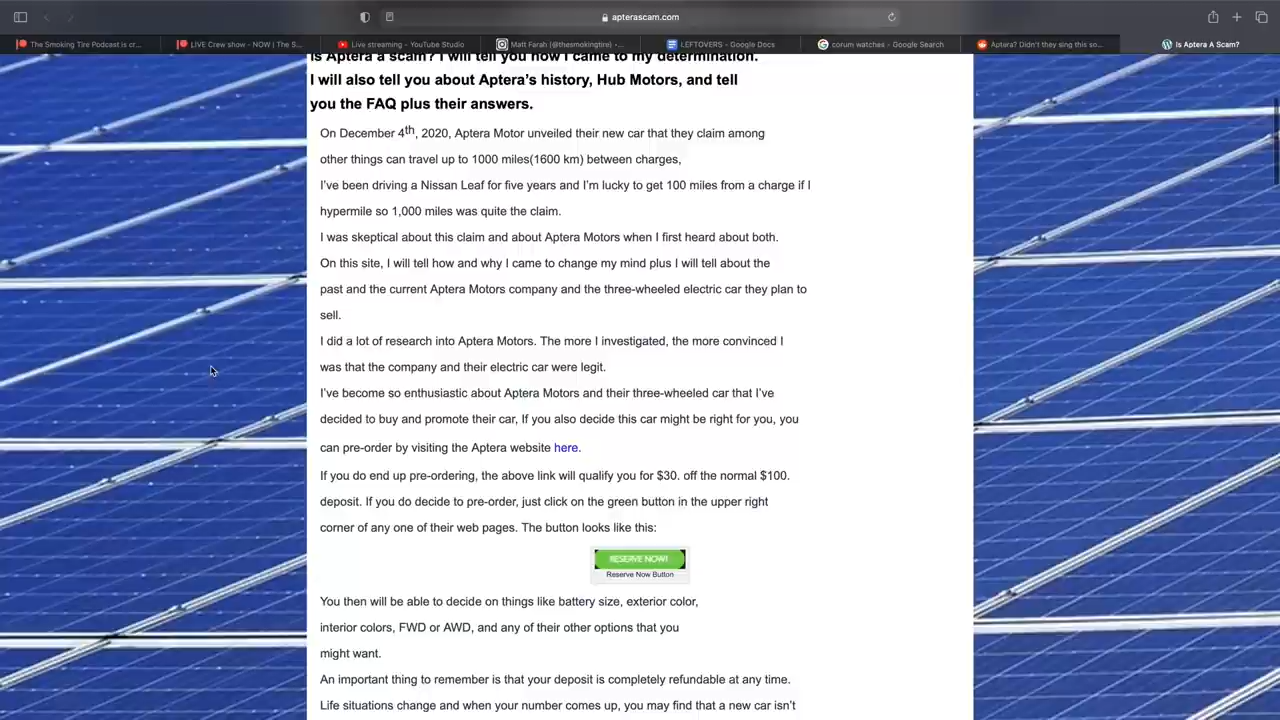 apterascam.com
The Smoking Tire Podcast is cr...
LIVE Crew show - NOW | The S...
Live streaming - YouTube Studio
Matt Farah (@thesmokingtire) -...
LEFTOVERS - Google Docs
corum watches - Google Search
Aptera? Didn't they sing this so...
Is Aptera A Scam?
Is Aptera a scam? I will tell you how I came to my determination.
I will also tell you about Aptera's history, Hub Motors, and tell
you the FAQ plus their answers.
On December 4th, 2020, Aptera Motor unveiled their new car that they claim among
other things can travel up to 1000 miles(1600 km) between charges,
I've been driving a Nissan Leaf for five years and I'm lucky to get 100 miles from a charge if I
hypermile so 1,000 miles was quite the claim.
I was skeptical about this claim and about Aptera Motors when I first heard about both.
On this site, I will tell how and why I came to change my mind plus I will tell about the
past and the current Aptera Motors company and the three-wheeled electric car they plan to
sell.
I did a lot of research into Aptera Motors. The more I investigated, the more convinced I
was that the company and their electric car were legit.
I've become so enthusiastic about Aptera Motors and their three-wheeled car that I've
decided to buy and promote their car, If you also decide this car might be right for you, you
can pre-order by visiting the Aptera website here.
If you do end up pre-ordering, the above link will qualify you for $30. off the normal $100.
deposit. If you do decide to pre-order, just click on the green button in the upper right
corner of any one of their web pages. The button looks like this:
RESERVE NOW!
Reserve Now Button
You then will be able to decide on things like battery size, exterior color,
interior colors, FWD or AWD, and any of their other options that you
might want.
An important thing to remember is that your deposit is completely refundable at any time.
Life situations change and when your number comes up, you may find that a new car isn't